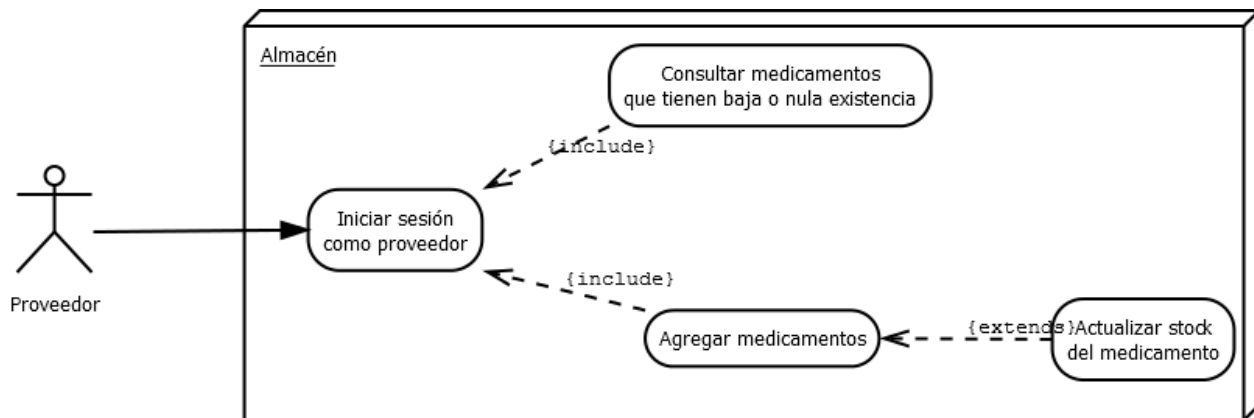 Almacén
Consultar medicamentos
que tienen baja o nula existencia
{include}
Iniciar sesión
como proveedor
{include}
Proveedor
Agregar medicamentos
{extends}
Actualizar stock
del medicamento